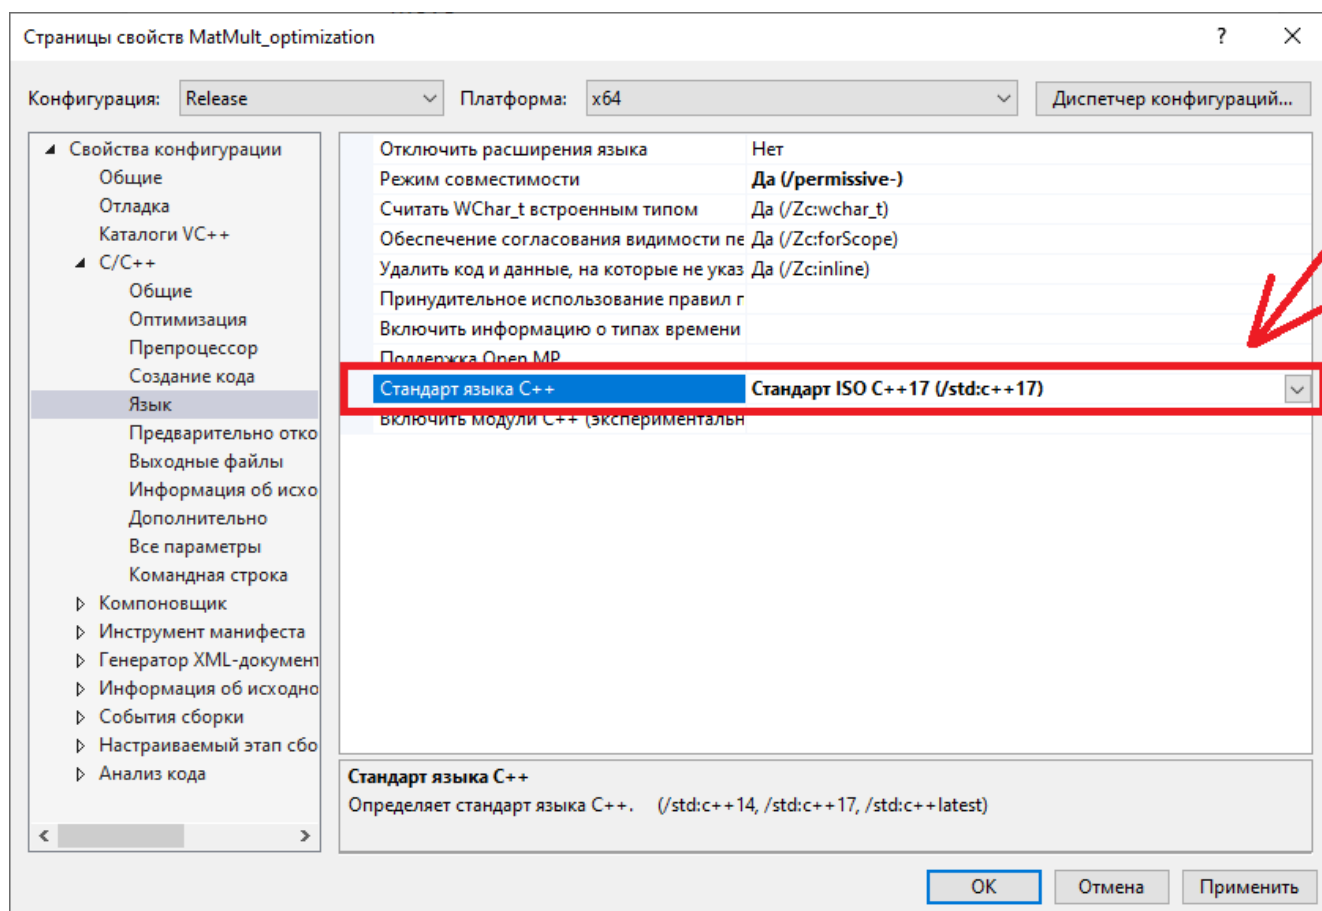 Страницы свойств MatMult_optimization
Конфигурация: Release Платформа: x64 Диспетчер конфигураций...
Свойства конфигурации
Общие
Отладка
Каталоги VC++
C/C++
Общие
Оптимизация
Препроцессор
Создание кода
Язык
Предварительно отко
Выходные файлы
Информация об исхо
Дополнительно
Все параметры
Командная строка
Компоновщик
Инструмент манифеста
Генератор XML-документ
Информация об исходно
События сборки
Настраиваемый этап сбо
Анализ кода
Отключить расширения языка Нет
Режим совместимости Да (/permissive-)
Считать WChar_t встроенным типом Да (/Zc:wchar_t)
Обеспечение согласования видимости пе Да (/Zc:forScope)
Удалить код и данные, на которые не указ Да (/Zc:inline)
Принудительное использование правил г
Включить информацию о типах времени
Поддержка Open MP
Стандарт языка C++ Стандарт ISO C++17 (/std:c++17)
Включить модули C++ (экспериментальн
Стандарт языка C++
Определяет стандарт языка C++. (/std:c++14, /std:c++17, /std:c++latest)
ОК Отмена Применить